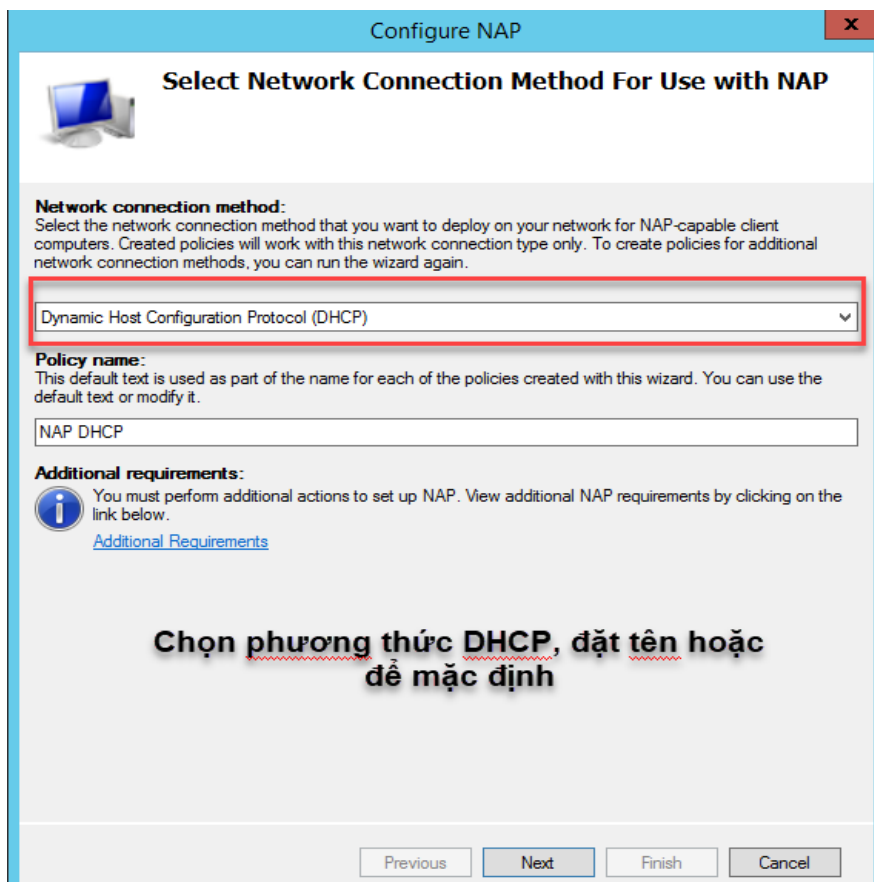 Configure NAP
x
Select Network Connection Method For Use with NAP
Network connection method:
Select the network connection method that you want to deploy on your network for NAP-capable client
computers. Created policies will work with this network connection type only. To create policies for additional
network connection methods, you can run the wizard again.
Dynamic Host Configuration Protocol (DHCP)
Policy name:
This default text is used as part of the name for each of the policies created with this wizard. You can use the
default text or modify it.
NAP DHCP
Additional requirements:
You must perform additional actions to set up NAP. View additional NAP requirements by clicking on the
link below.
Additional Requirements
Chọn phương thức DHCP, đặt tên hoặc
để mặc định
Previous Next Finish Cancel